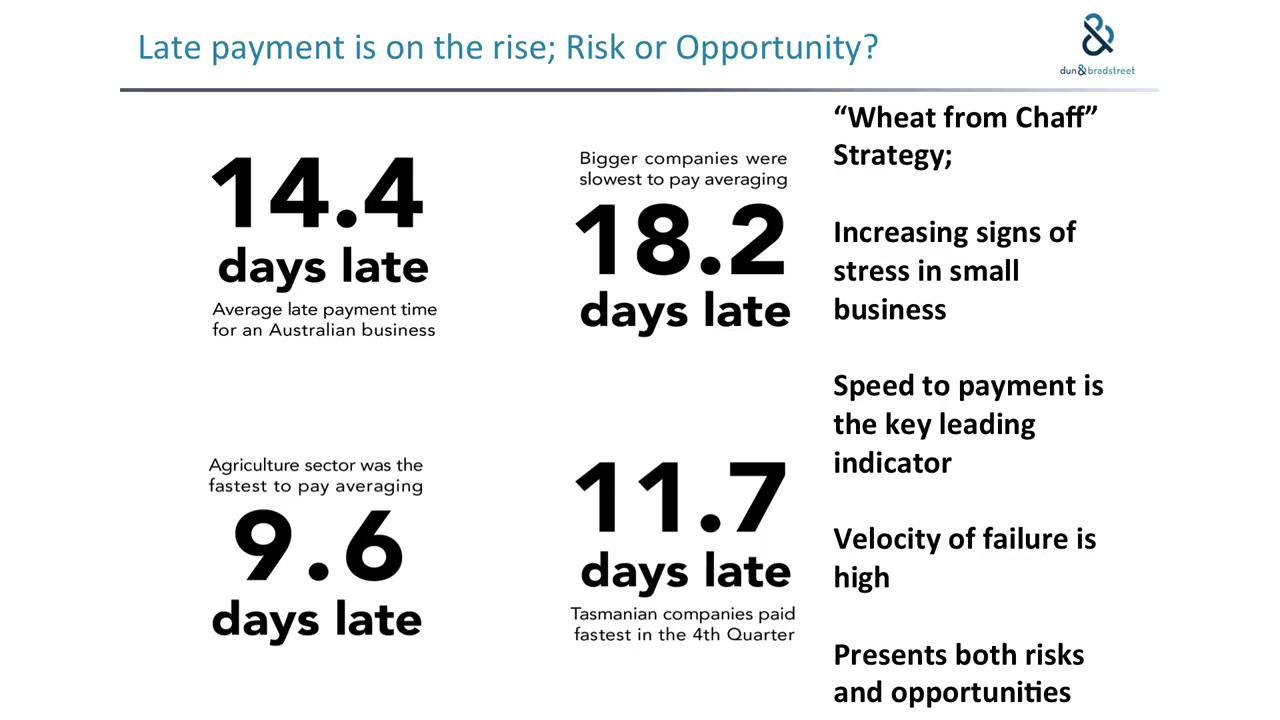 Late payment is on the rise; Risk or Opportunity?
&
dun&bradstreet
14.4
days late
Average late payment time
for an Australian business
Bigger companies were
slowest to pay averaging
18.2
days late
Agriculture sector was the
fastest to pay averaging
9.6
days late
11.7
days late
Tasmanian companies paid
fastest in the 4th Quarter
“Wheat from Chaff”
Strategy;
Increasing signs of
stress in small
business
Speed to payment is
the key leading
indicator
Velocity of failure is
high
Presents both risks
and opportunities